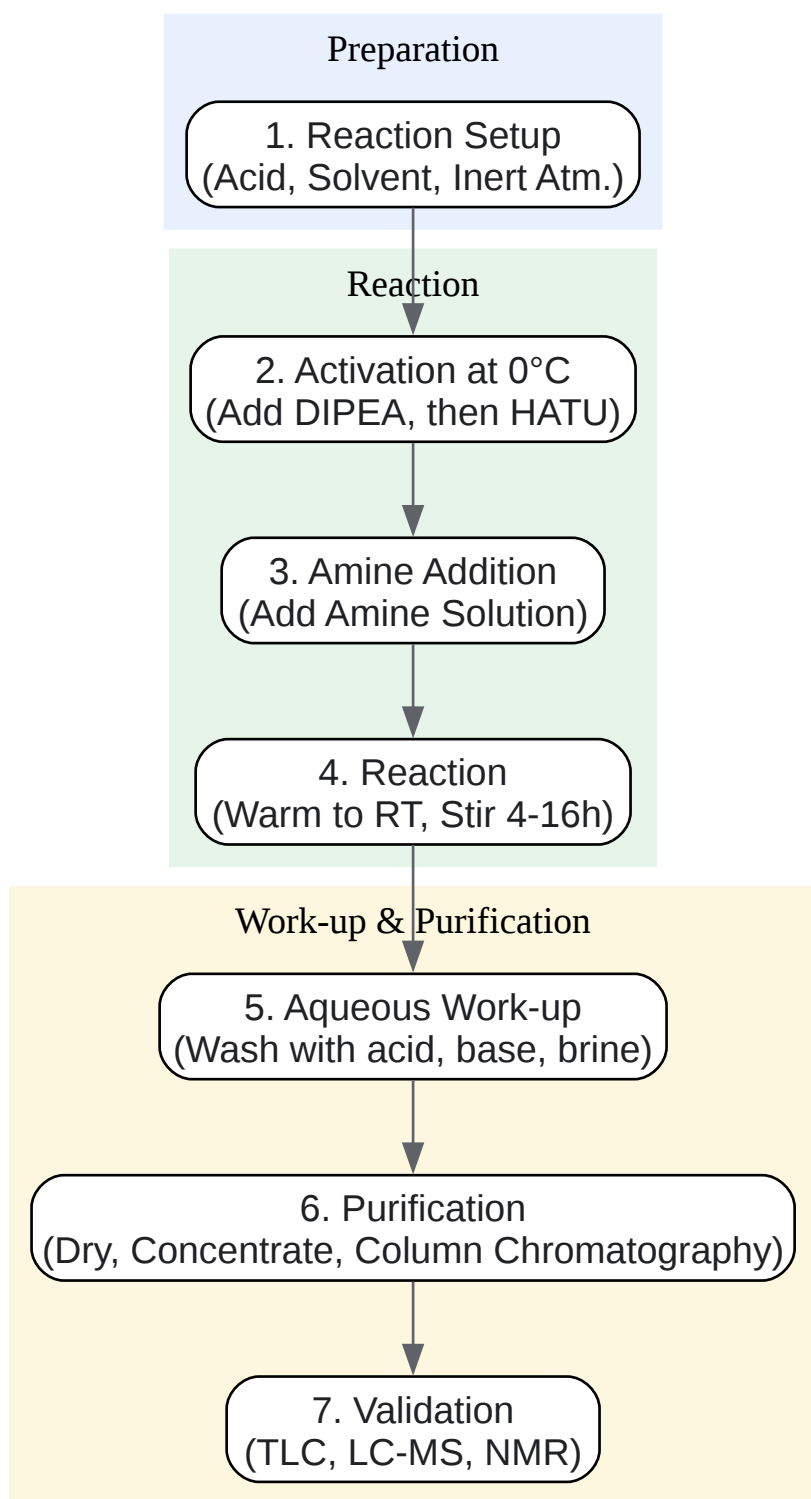 Preparation
1. Reaction Setup
(Acid, Solvent, Inert Atm.)
Reaction
2. Activation at 0°C
(Add DIPEA, then HATU)
3. Amine Addition
(Add Amine Solution)
4. Reaction
(Warm to RT, Stir 4-16h)
Work-up & Purification
5. Aqueous Work-up
(Wash with acid, base, brine)
6. Purification
(Dry, Concentrate, Column Chromatography)
7. Validation
(TLC, LC-MS, NMR)